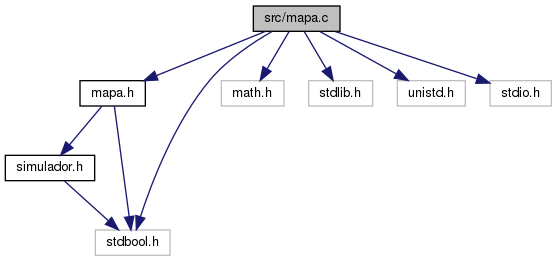 src/mapa.c
mapa.h
math.h
stdlib.h
unistd.h
stdio.h
simulador.h
stdbool.h